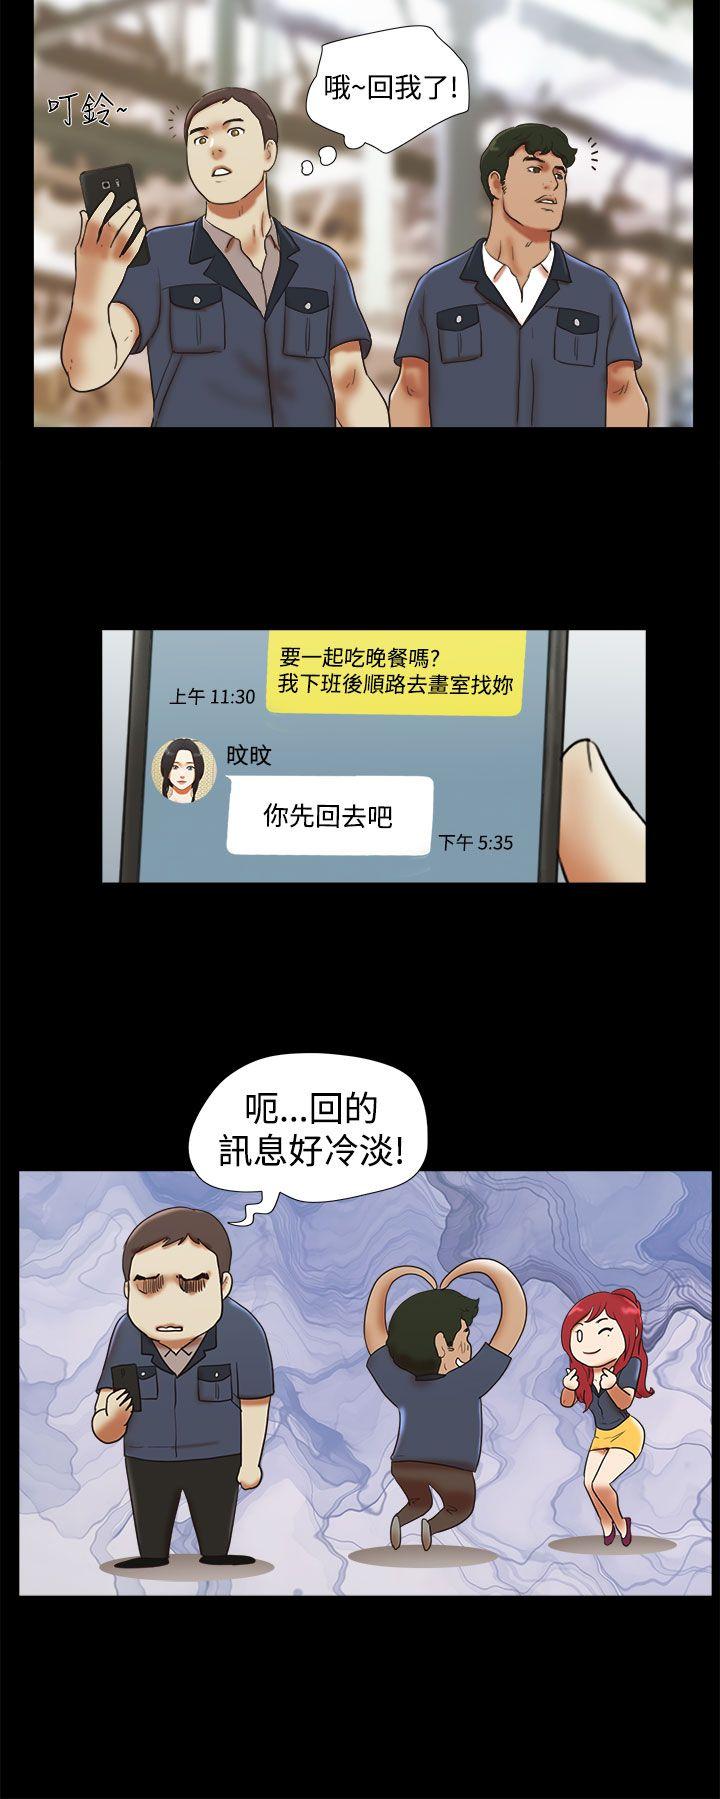 叮鈴~
哦~回我了!
要一起吃晚餐嗎?
我下班後順路去畫室找妳
上午 11:30
旼旼
你先回去吧
下午 5:35
呃...回的
訊息好冷淡!